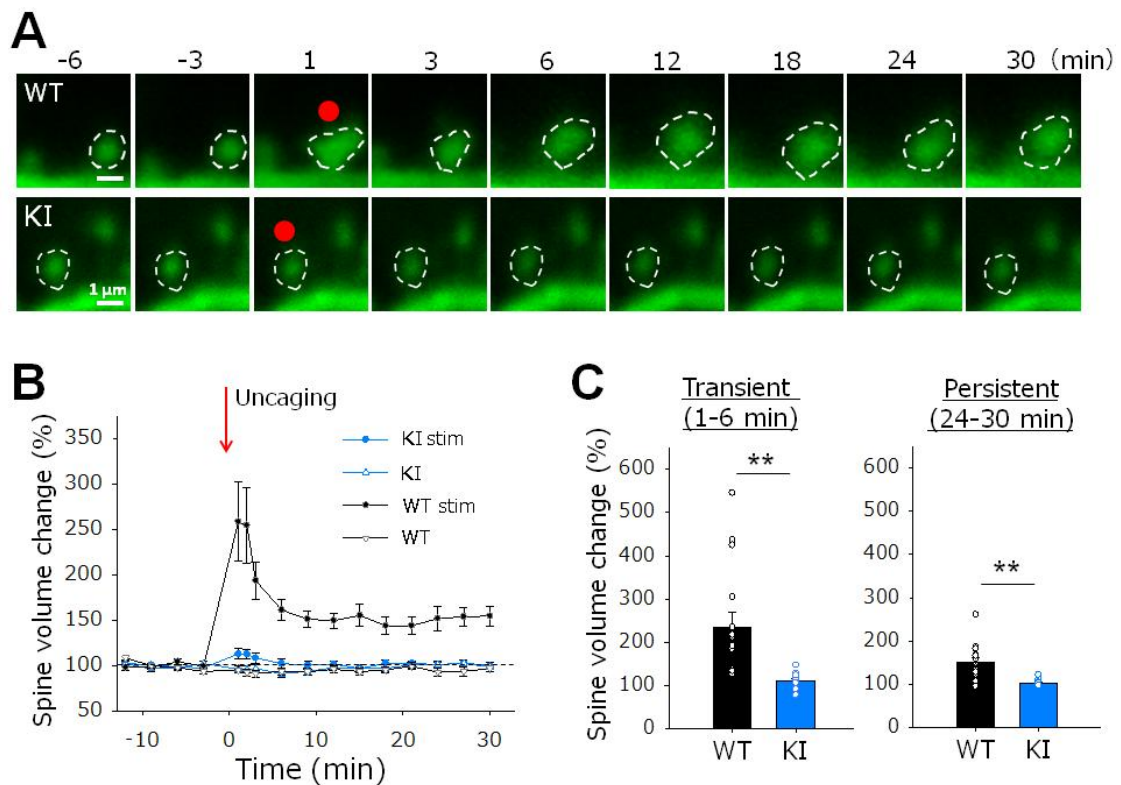 A
-6 -3 1 3 6 12 18 24 30 (min)
WT
KI
1 μm
B
Uncaging
350
300
250
200
150
100
50
Spine volume change (%)
KI stim
KI
WT stim
WT
-10 0 10 20 30
Time (min)
C
Transient
(1-6 min)
Persistent
(24-30 min)
Spine volume change (%)
600
500
400
300
200
100
0
**
WT KI
600
500
400
300
200
100
0
**
WT KI